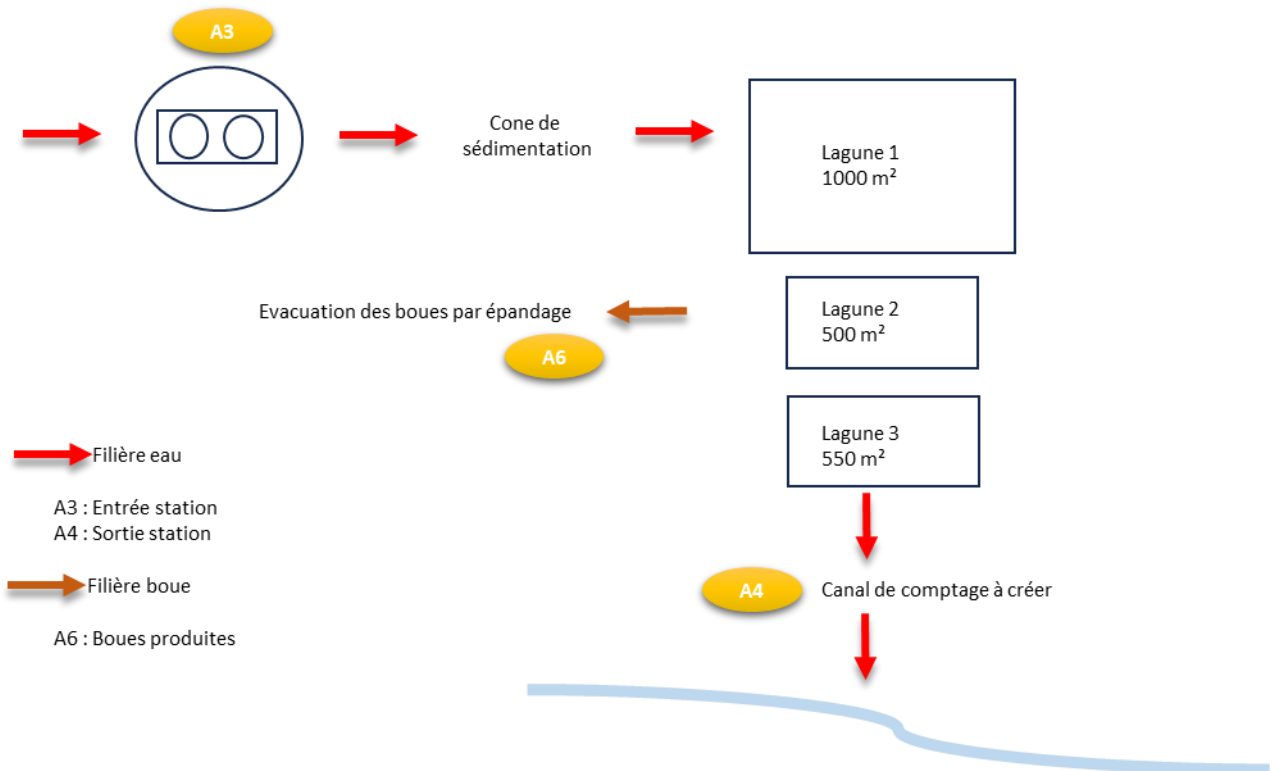 A3
Cone de
sédimentation
Lagune 1
1000 m²
Evacuation des boues par épandage
A6
Lagune 2
500 m²
Lagune 3
550 m²
Filière eau
A3 : Entrée station
A4 : Sortie station
Filière boue
A6 : Boues produites
A4
Canal de comptage à créer